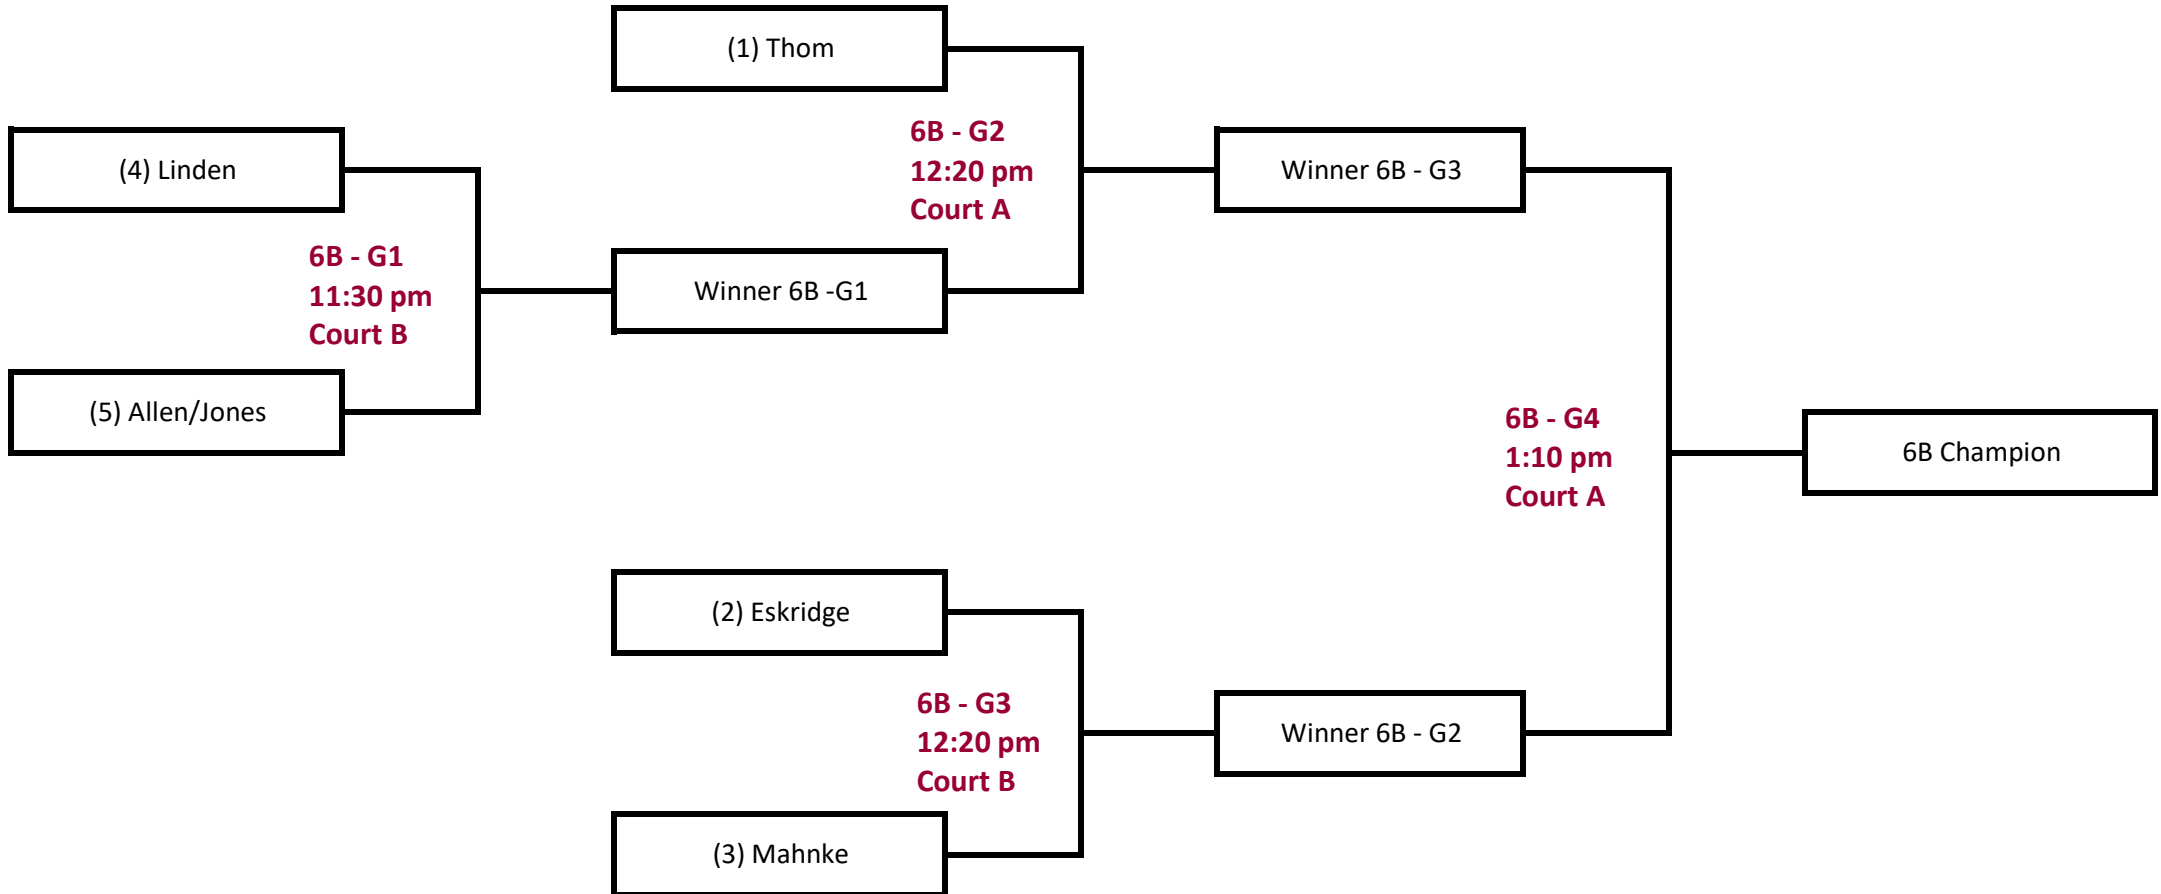 (1) Thom
6B - G2
12:20 pm
Court A
(4) Linden
Winner 6B - G3
6B - G1
11:30 pm
Court B
Winner 6B -G1
(5) Allen/Jones
6B - G4
1:10 pm
Court A
6B Champion
(2) Eskridge
6B - G3
12:20 pm
Court B
Winner 6B - G2
(3) Mahnke